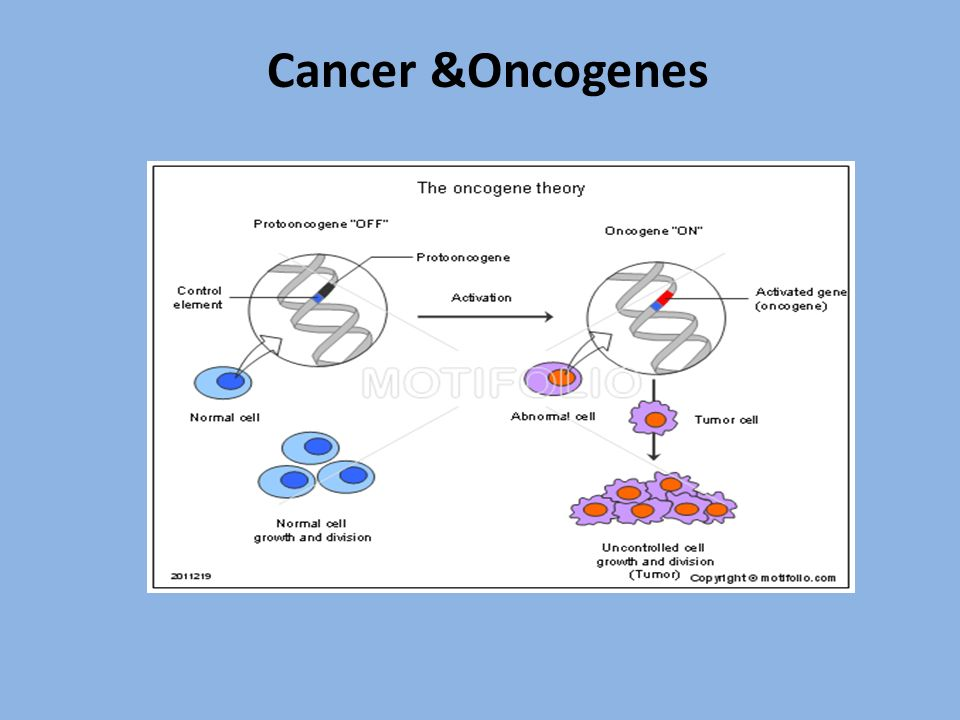 Cancer &Oncogenes
The oncogene theory
Protooncogene "OFF"
Protooncogene
Control
element
Normal cell
Normal cell
growth and division
Activation
Oncogene "ON"
Activated gene
(oncogene)
Abnormal cell
Tumor cell
Uncontrolled cell
growth and division
(Tumor)
MOTIFOLIO
2011219
Copyright © motifolio.com